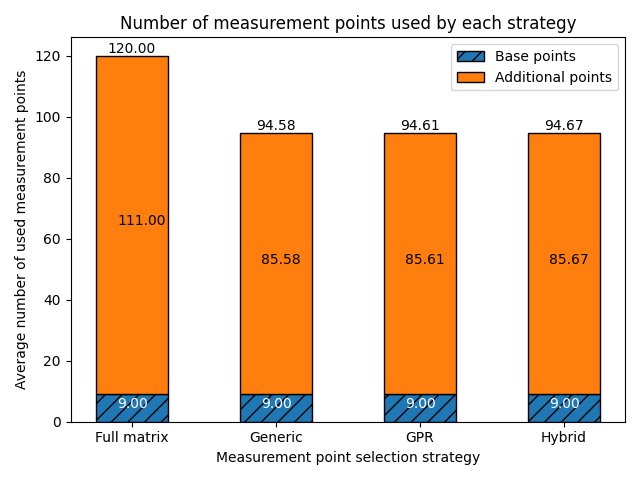 Number of measurement points used by each strategy
Average number of used measurement points
120
100
80
60
40
20
0
Base points
Additional points
120.00
94.58
94.61
94.67
111.00
85.58
85.61
85.67
9.00
9.00
9.00
9.00
Full matrix
Generic
GPR
Hybrid
Measurement point selection strategy